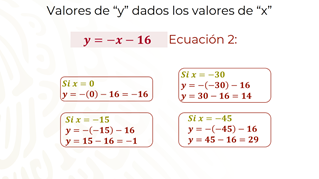 Valores de “y” dados los valores de “x”
y = −x − 16 Ecuación 2:
Si x = 0
y = −(0) − 16 = −16
Si x = −30
y = −(−30) − 16
y = 30 − 16 = 14
Si x = −15
y = −(−15) − 16
y = 15 − 16 = −1
Si x = −45
y = −(−45) − 16
y = 45 − 16 = 29